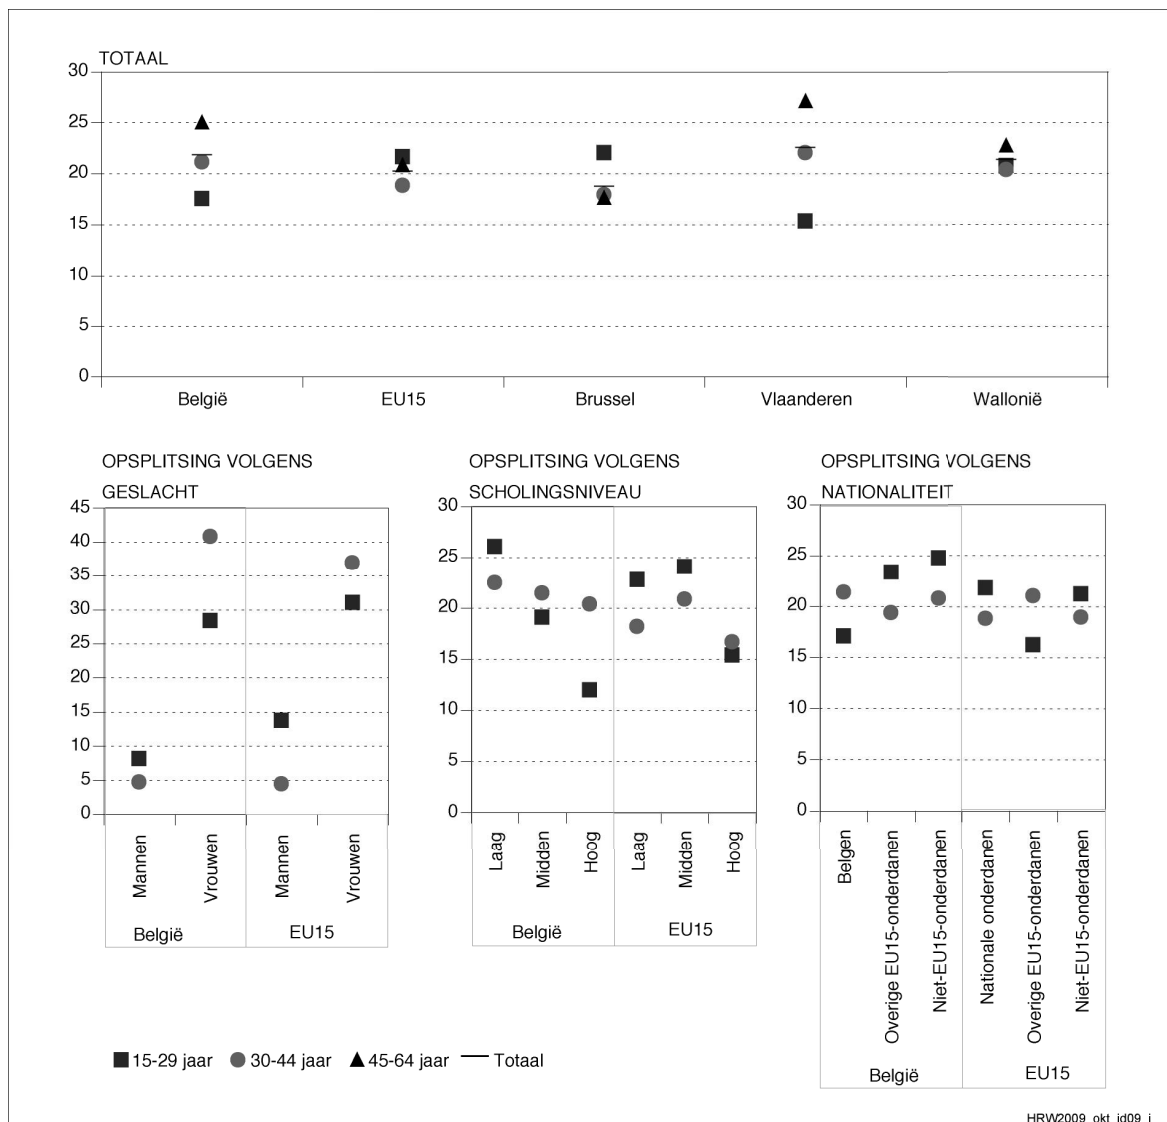 TOTAAL
30
25
20
15
10
5
0
België
EU15
Brussel
Vlaanderen
Wallonië
OPSPLITSING VOLGENS
GESLACHT
45
40
35
30
25
20
15
10
5
0
Mannen
Vrouwen
Mannen
Vrouwen
België
EU15
OPSPLITSING VOLGENS
SCHOLINGSNIVEAU
30
25
20
15
10
5
0
Laag
Midden
Hoog
Laag
Midden
Hoog
België
EU15
OPSPLITSING VOLGENS
NATIONALITEIT
30
25
20
15
10
5
0
Belgen
Overige EU15-onderdanen
Niet-EU15-onderdanen
Nationale onderdanen
Overige EU15-onderdanen
Niet-EU15-onderdanen
België
EU15
15-29 jaar 30-44 jaar 45-64 jaar Totaal
HRW2009_okt_id09_i